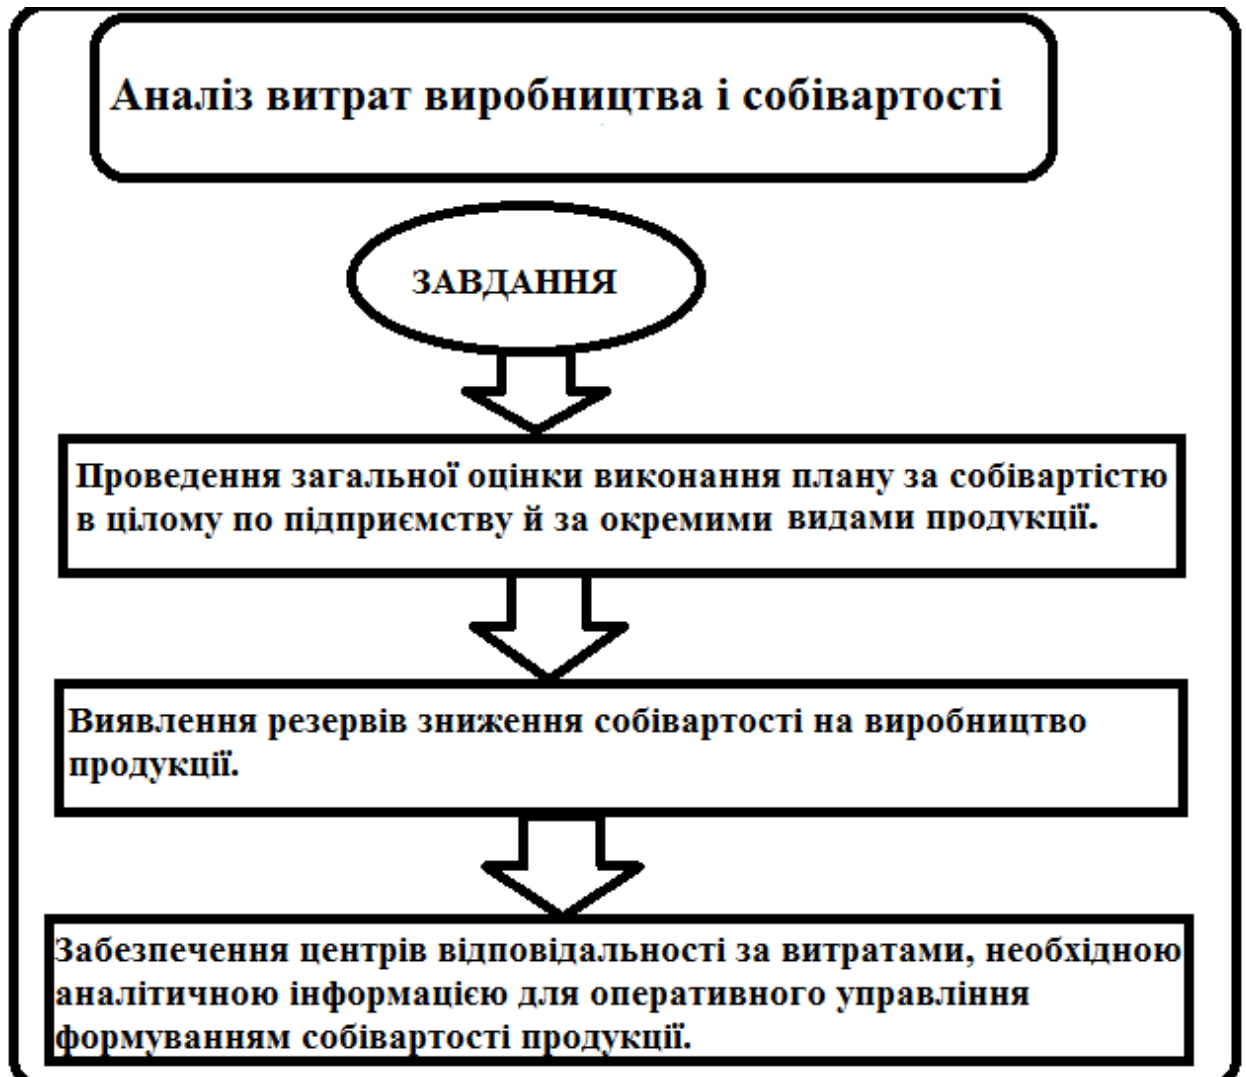 Аналіз витрат виробництва і собівартості
ЗАВДАННЯ
Проведення загальної оцінки виконання плану за собівартістю
в цілому по підприємству й за окремими видами продукції.
Виявлення резервів зниження собівартості на виробництво
продукції.
Забезпечення центрів відповідальності за витратами, необхідною
аналітичною інформацією для оперативного управління
формуванням собівартості продукції.